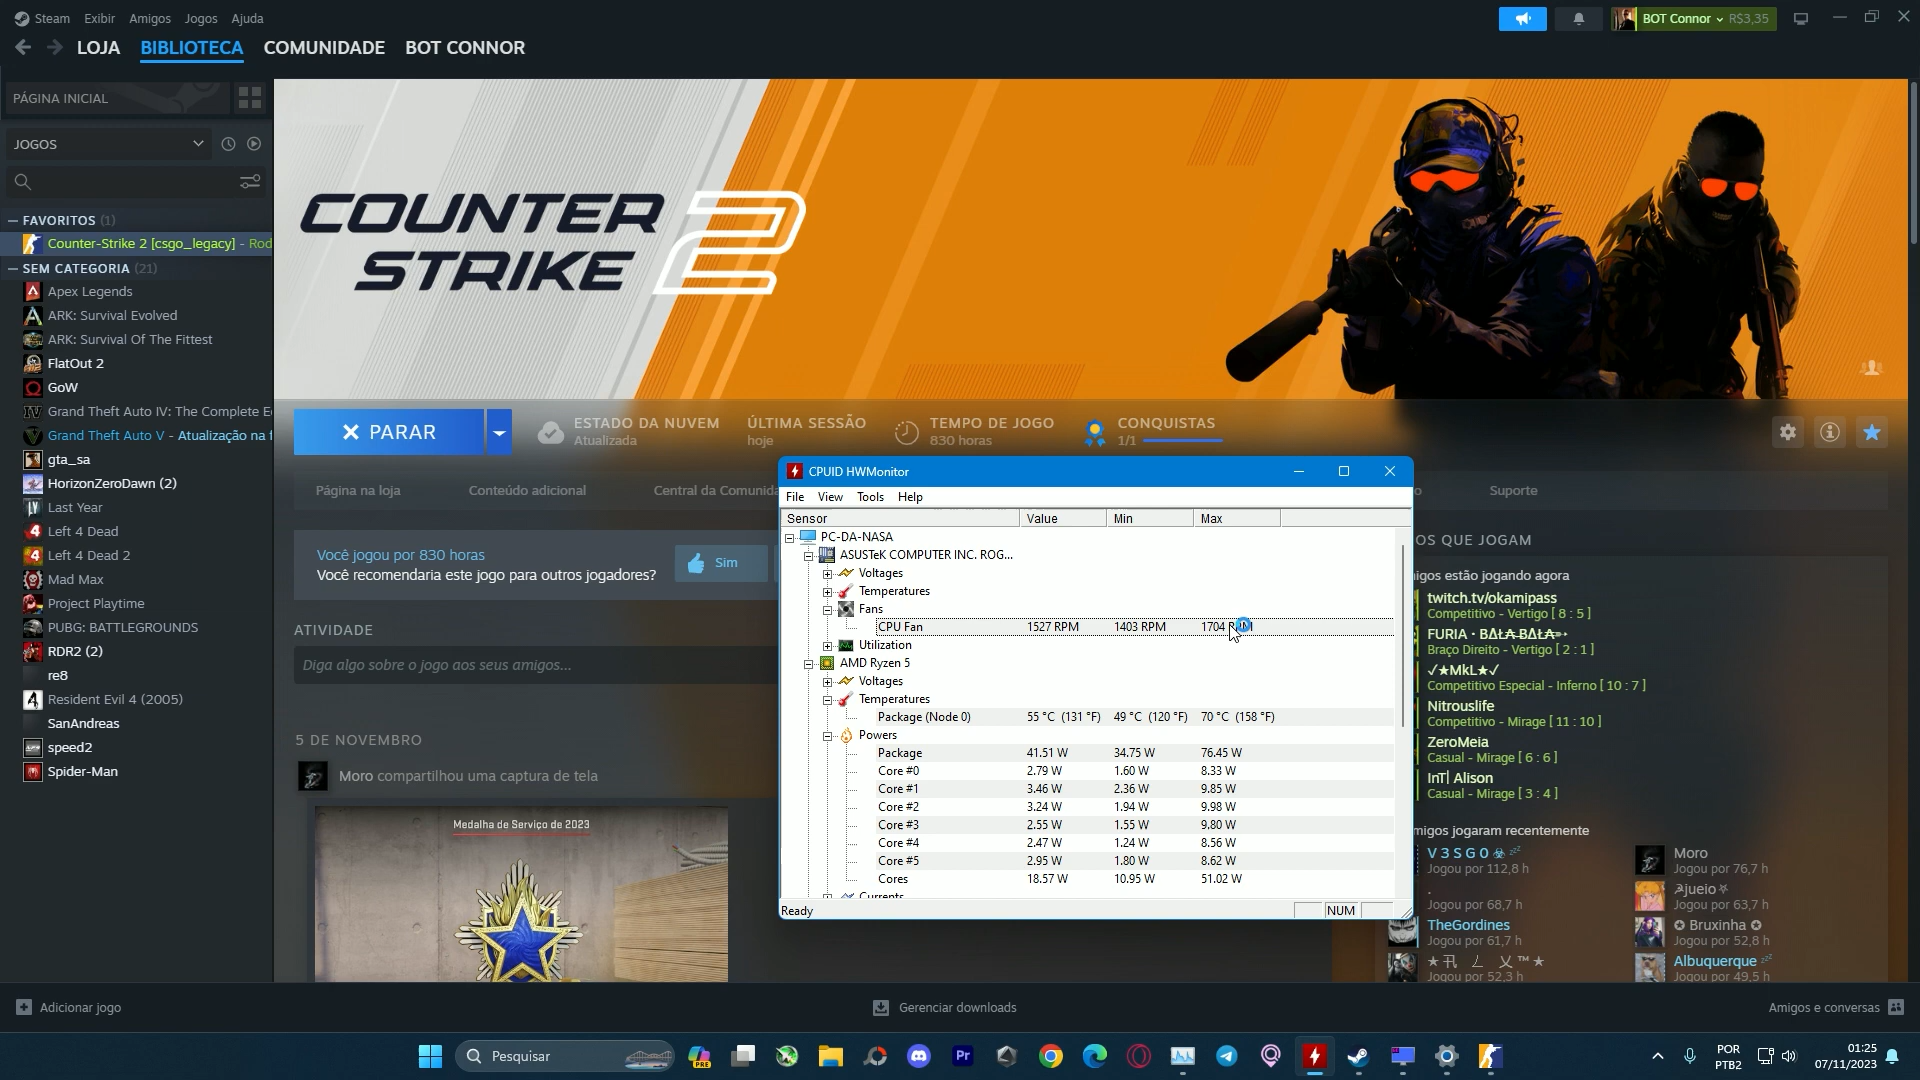 Steam Exibir Amigos Jogos Ajuda
BOT Connor R$3,35
LOJA BIBLIOTECA COMUNIDADE BOT CONNOR
PÁGINA INICIAL
JOGOS
FAVORITOS (1)
Counter-Strike 2 [csgo_legacy] - Rod
SEM CATEGORIA (21)
Apex Legends
ARK: Survival Evolved
ARK: Survival Of The Fittest
FlatOut 2
GoW
Grand Theft Auto IV: The Complete E
Grand Theft Auto V - Atualização na f
gta_sa
HorizonZeroDawn (2)
Last Year
Left 4 Dead
Left 4 Dead 2
Mad Max
Project Playtime
PUBG: BATTLEGROUNDS
RDR2 (2)
re8
Resident Evil 4 (2005)
SanAndreas
speed2
Spider-Man
COUNTER
STRIKE 2
PARAR
ESTADO DA NUVEM
Atualizada
ÚLTIMA SESSÃO
hoje
TEMPO DE JOGO
830 horas
CONQUISTAS
1/1
Página na loja Conteúdo adicional Central da Comunida
o Suporte
Você jogou por 830 horas
Você recomendaria este jogo para outros jogadores?
Sim
ATIVIDADE
Diga algo sobre o jogo aos seus amigos...
5 DE NOVEMBRO
Moro compartilhou uma captura de tela
Medalha de Serviço de 2023
CPUID HWMonitor
File View Tools Help
Sensor Value Min Max
PC-DA-NASA
ASUSTeK COMPUTER INC. ROG...
Voltages
Temperatures
Fans
CPU Fan 1527 RPM 1403 RPM 1704 RPM
Utilization
AMD Ryzen 5
Voltages
Temperatures
Package (Node 0) 55 °C (131 °F) 49 °C (120 °F) 70 °C (158 °F)
Powers
Package 41.51 W 34.75 W 76.45 W
Core #0 2.79 W 1.60 W 8.33 W
Core #1 3.46 W 2.36 W 9.85 W
Core #2 3.24 W 1.94 W 9.98 W
Core #3 2.55 W 1.55 W 9.80 W
Core #4 2.47 W 1.24 W 8.56 W
Core #5 2.95 W 1.80 W 8.62 W
Cores 18.57 W 10.95 W 51.02 W
Currents
Ready NUM
OS QUE JOGAM
igos estão jogando agora
twitch.tv/okamipass
Competitivo - Vertigo [ 8 : 5 ]
FURIA •
Braço Direito - Vertigo [ 2 : 1 ]
✓★MkL★✓
Competitivo Especial - Inferno [ 10 : 7 ]
Nitrouslife
Competitivo - Mirage [ 11 : 10 ]
ZeroMeia
Casual - Mirage [ 6 : 6 ]
InT| Alison
Casual - Mirage [ 3 : 4 ]
migos jogaram recentemente
V 3 S G O
Jogou por 112,8 h
Moro
Jogou por 76,7 h
.
Jogou por 68,7 h
jueio
Jogou por 63,7 h
TheGordines
Jogou por 61,7 h
✪ Bruxinha ✪
Jogou por 52,8 h
Jogou por 52,3 h
Albuquerque
Jogou por 49,5 h
Adicionar jogo
Gerenciar downloads
Amigos e conversas
Pesquisar
PRE
Pr
POR
PTB2
01:25
07/11/2023